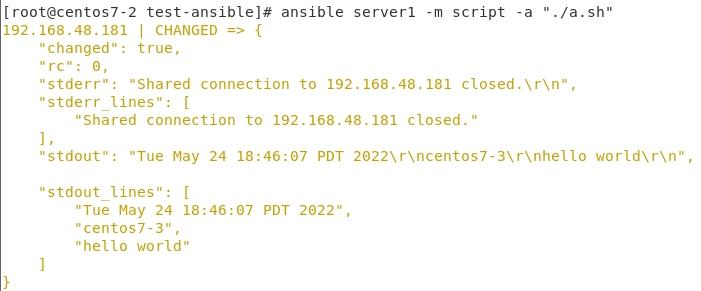 [root@centos7-2 test-ansible]# ansible server1 -m script -a "./a.sh"
192.168.48.181 | CHANGED => {
    "changed": true,
    "rc": 0,
    "stderr": "Shared connection to 192.168.48.181 closed.\r\n",
    "stderr_lines": [
        "Shared connection to 192.168.48.181 closed."
    ],
    "stdout": "Tue May 24 18:46:07 PDT 2022\r\ncentos7-3\r\nhello world\r\n",
    "stdout_lines": [
        "Tue May 24 18:46:07 PDT 2022",
        "centos7-3",
        "hello world"
    ]
}